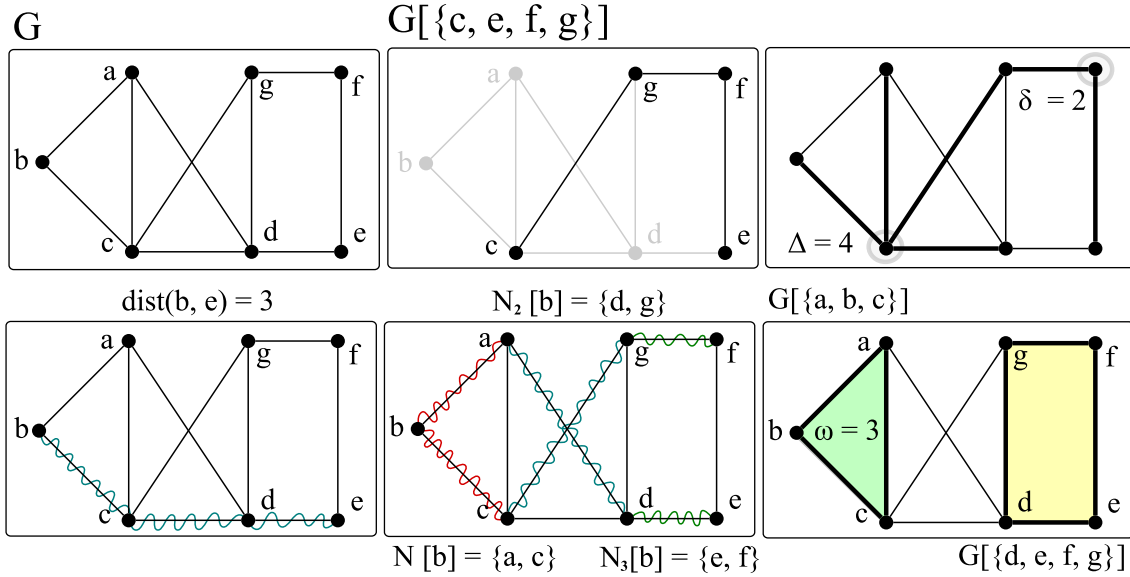 G
G[{c, e, f, g}]
a
g
f
b
c
d
e
a
g
f
b
c
d
e
δ = 2
Δ = 4
dist(b, e) = 3
N₂ [b] = {d, g}
G[{a, b, c}]
a
g
f
b
c
d
e
a
g
f
b
c
d
e
a
g
f
b
ω = 3
c
d
e
N [b] = {a, c}
N₃[b] = {e, f}
G[{d, e, f, g}]